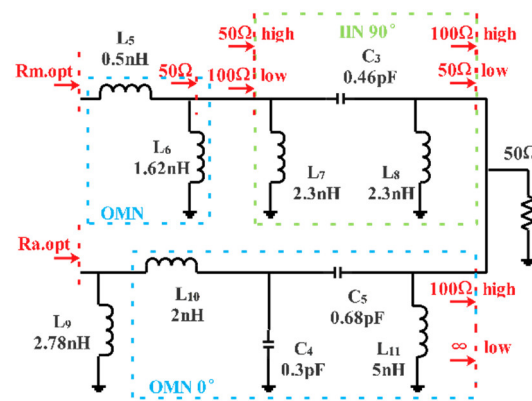 L5
0.5nH
Rm.opt
50Ω
L6
1.62nH
OMN
50Ω high
100Ω low
IIN 90°
C3
0.46pF
L7
2.3nH
L8
2.3nH
100Ω high
50Ω low
50Ω
Ra.opt
L9
2.78nH
L10
2nH
C4
0.3pF
C5
0.68pF
L11
5nH
100Ω high
∞ low
OMN 0°